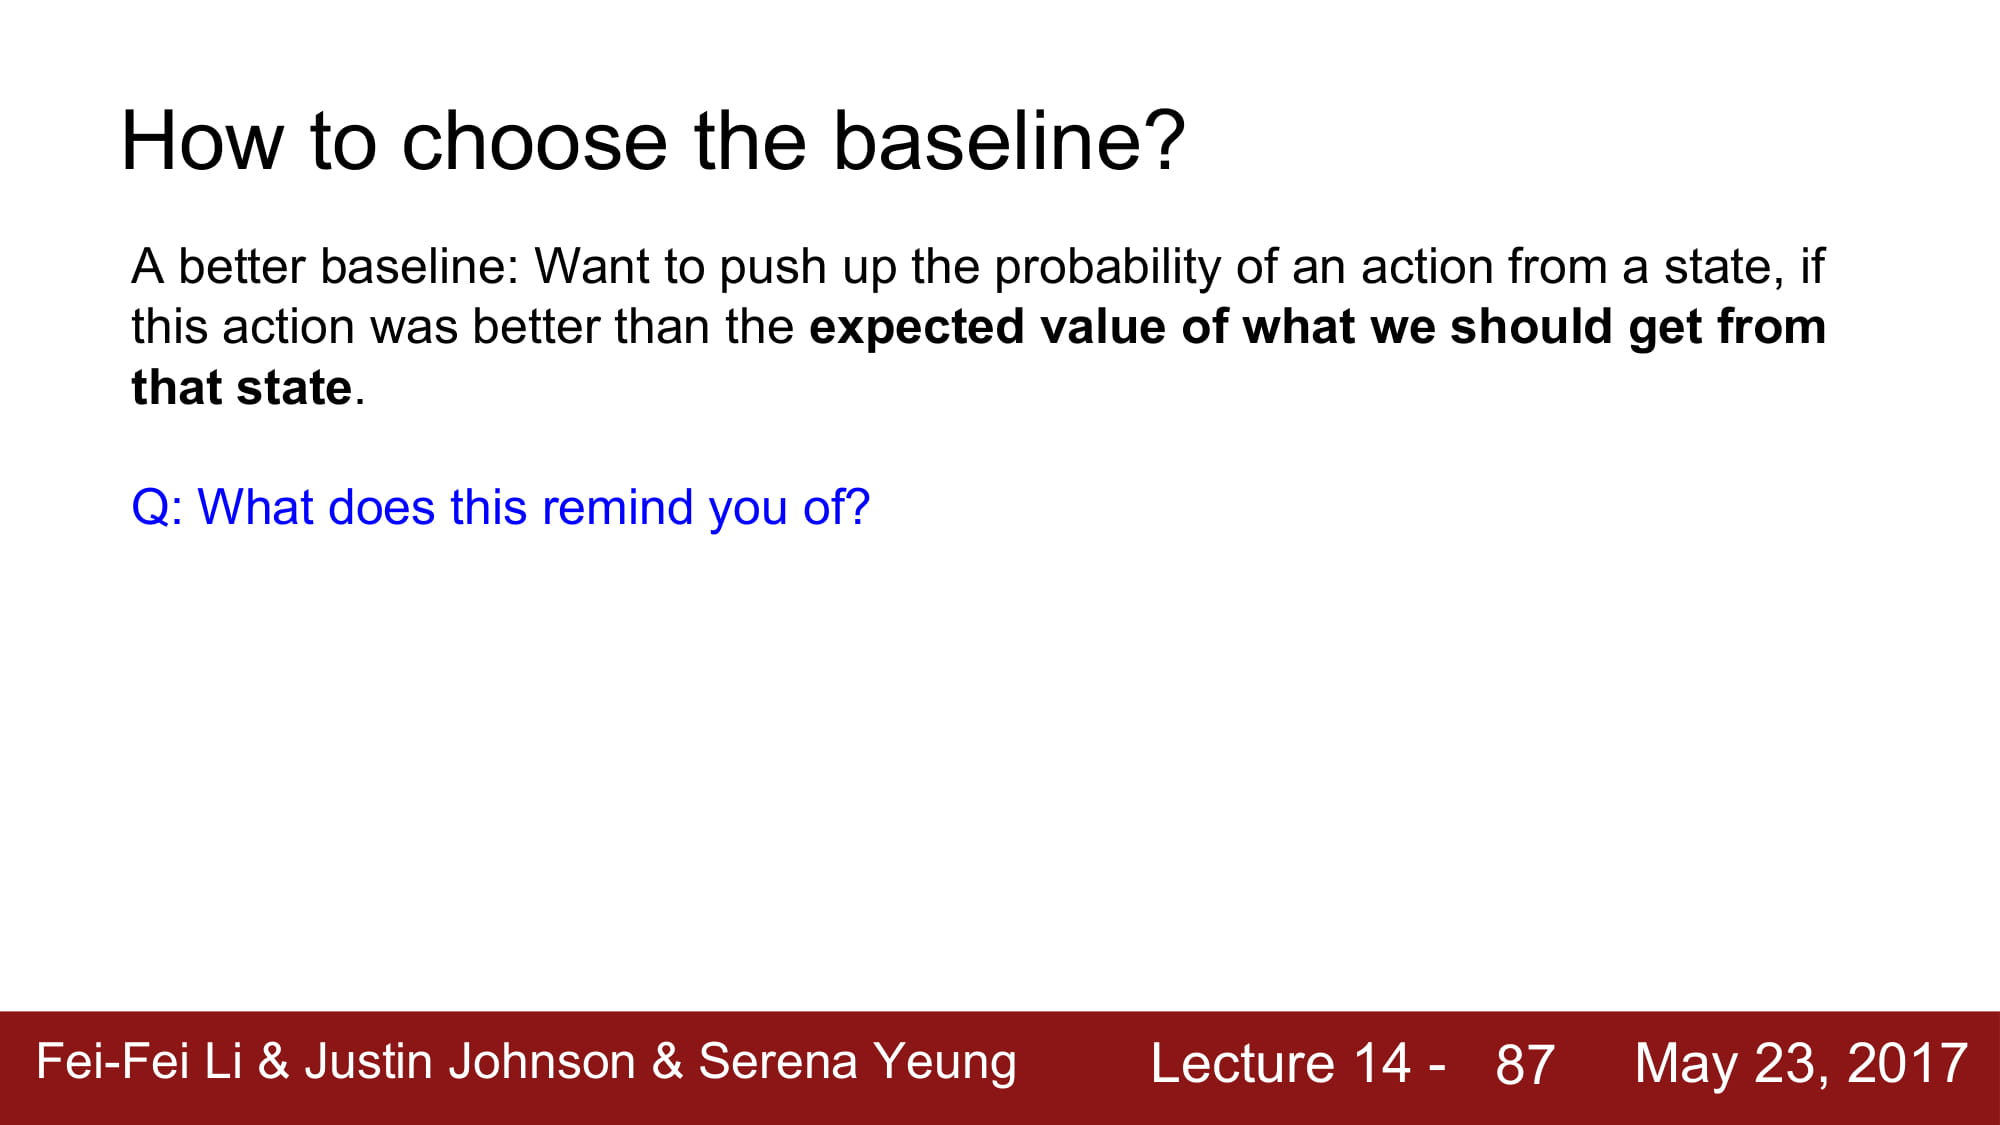 How to choose the baseline?
A better baseline: Want to push up the probability of an action from a state, if
this action was better than the expected value of what we should get from
that state.
Q: What does this remind you of?
Fei-Fei Li & Justin Johnson & Serena Yeung Lecture 14 - 87 May 23, 2017